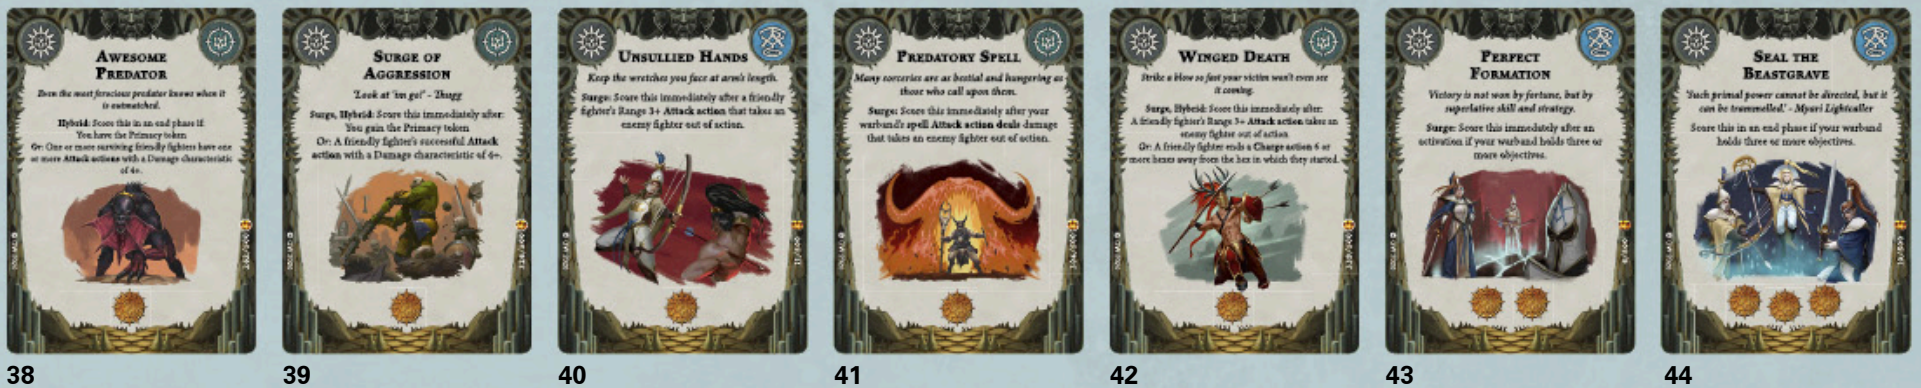 AWESOME
PREDATOR
Even the most ferocious predator knows when it
is outmatched.
Hybrid: Score this in an end phase if:
You have the Primacy token
Or: One or more surviving friendly fighters have one
or more Attack actions with a Damage characteristic
of 4+.
38
SURGE OF
AGGRESSION
'Look at 'im go!' - Thugg
Surge, Hybrid: Score this immediately after:
You gain the Primacy token
Or: A friendly fighter's successful Attack
action with a Damage characteristic of 4+.
39
UNSULLIED HANDS
Keep the wretches you face at arm's length.
Surge: Score this immediately after a friendly
fighter's Range 3+ Attack action that takes an
enemy fighter out of action.
40
PREDATORY SPELL
Many sorceries are as bestial and hungering as
those who call upon them.
Surge: Score this immediately after your
warband's spell Attack action deals damage
that takes an enemy fighter out of action.
41
WINGED DEATH
Strike a blow so fast your victim won't even see
it coming.
Surge, Hybrid: Score this immediately after:
A friendly fighter's Range 3+ Attack action takes an
enemy fighter out of action
Or: A friendly fighter ends a Charge action 6 or
more hexes away from the hex in which they started.
42
PERFECT
FORMATION
Victory is not won by fortune, but by
superlative skill and strategy.
Surge: Score this immediately after an
activation if your warband holds three or
more objectives.
43
SEAL THE
BEASTGRAVE
'Such primal power cannot be directed, but it
can be trammelled.' - Myari Lightcaller
Score this in an end phase if your warband
holds three or more objectives.
44